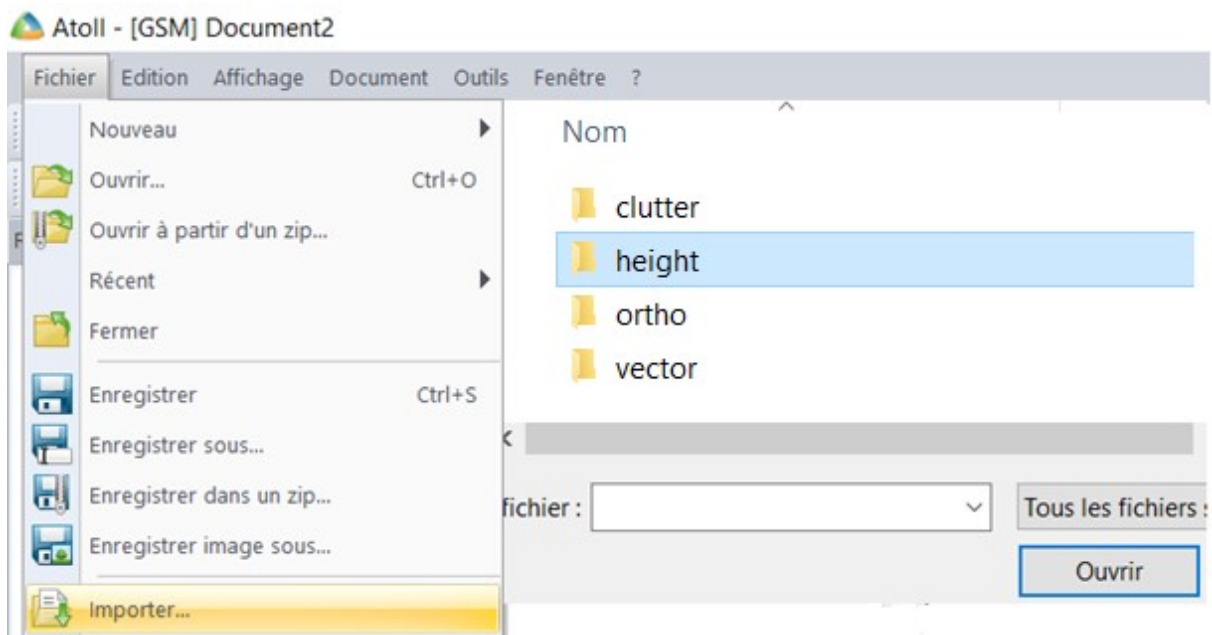 Atoll - [GSM] Document2
Fichier Edition Affichage Document Outils Fenêtre ?
Nouveau
Ouvrir... Ctrl+O
Ouvrir à partir d'un zip...
Récent
Fermer
Enregistrer Ctrl+S
Enregistrer sous...
Enregistrer dans un zip...
Enregistrer image sous...
Importer...
Nom
clutter
height
ortho
vector
fichier :
Tous les fichiers
Ouvrir